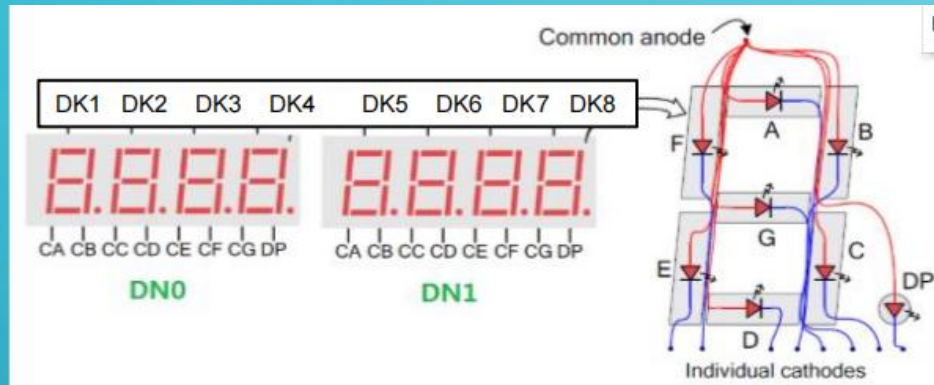 Common anode
DK1 DK2 DK3 DK4 DK5 DK6 DK7 DK8
A
F
B
G
E
C
DP
D
CA CB CC CD CE CF CG DP
CA CB CC CD CE CF CG DP
DN0
DN1
Individual cathodes